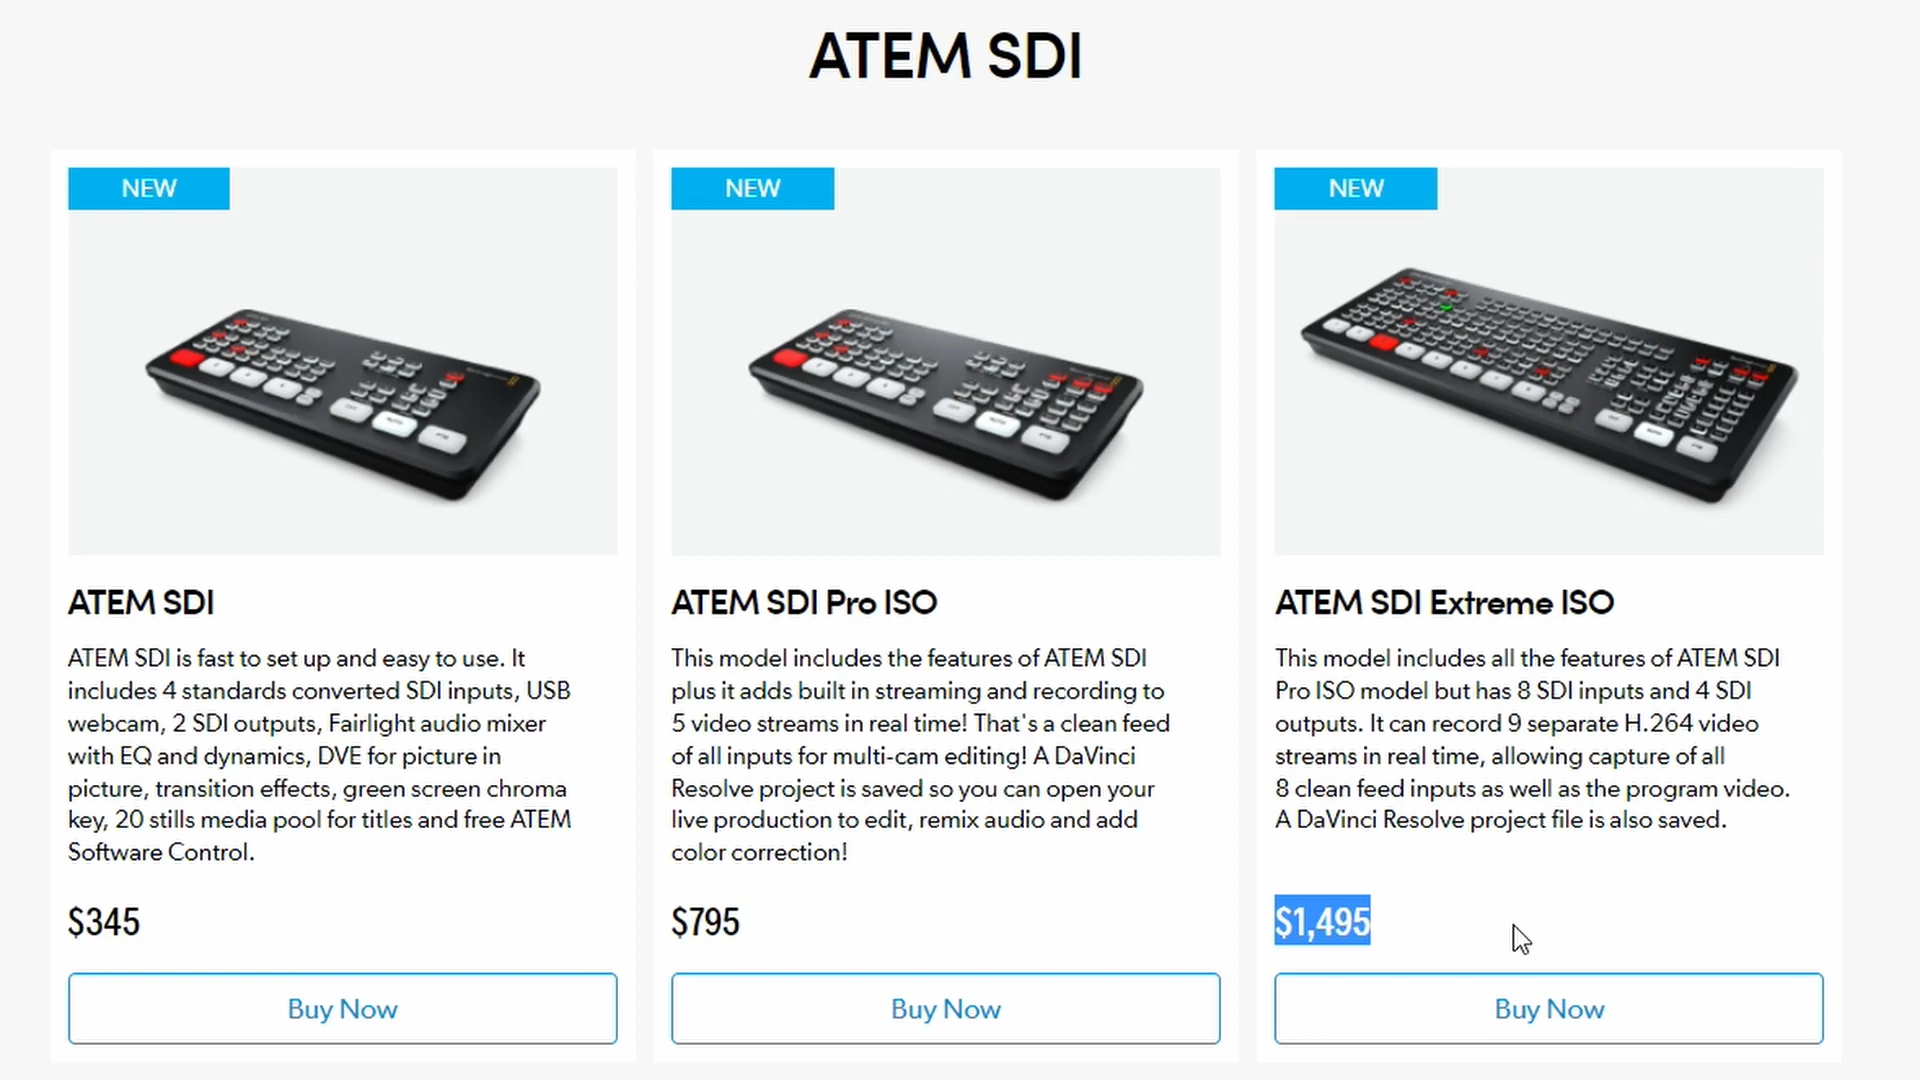 ATEM SDI
NEW
NEW
NEW
ATEM SDI
ATEM SDI is fast to set up and easy to use. It
includes 4 standards converted SDI inputs, USB
webcam, 2 SDI outputs, Fairlight audio mixer
with EQ and dynamics, DVE for picture in
picture, transition effects, green screen chroma
key, 20 stills media pool for titles and free ATEM
Software Control.
$345
Buy Now
ATEM SDI Pro ISO
This model includes the features of ATEM SDI
plus it adds built in streaming and recording to
5 video streams in real time! That's a clean feed
of all inputs for multi-cam editing! A DaVinci
Resolve project is saved so you can open your
live production to edit, remix audio and add
color correction!
$795
Buy Now
ATEM SDI Extreme ISO
This model includes all the features of ATEM SDI
Pro ISO model but has 8 SDI inputs and 4 SDI
outputs. It can record 9 separate H.264 video
streams in real time, allowing capture of all
8 clean feed inputs as well as the program video.
A DaVinci Resolve project file is also saved.
$1,495
Buy Now